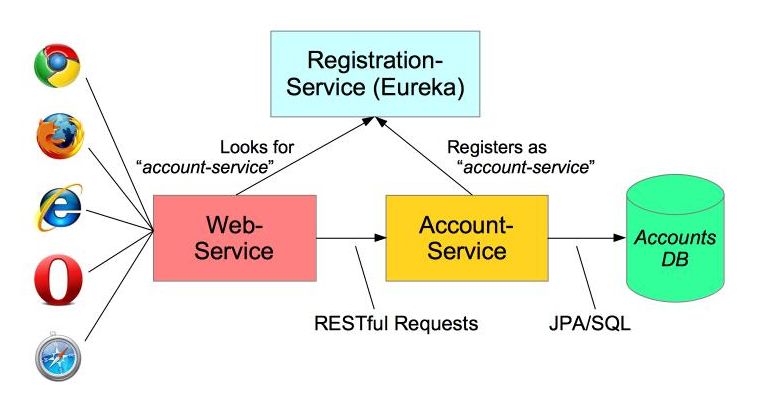 Registration-
Service (Eureka)
Looks for
“account-service”
Registers as
“account-service”
Web-
Service
Account-
Service
Accounts
DB
RESTful Requests
JPA/SQL